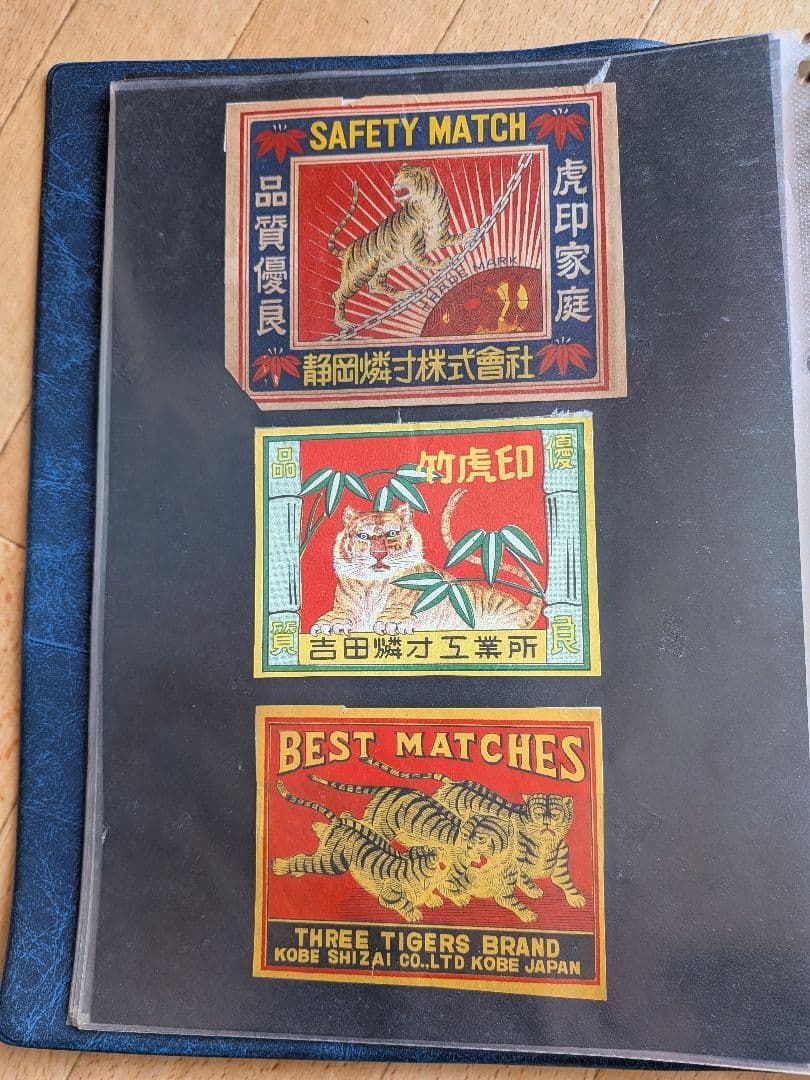 SAFETY MATCH
虎印家庭
品質優良
TRADE MARK
静岡燐寸株式會社
竹虎印
優良
品質
吉田燐寸工業所
BEST MATCHES
THREE TIGERS BRAND
KOBE SHIZAI CO.,LTD KOBE JAPAN